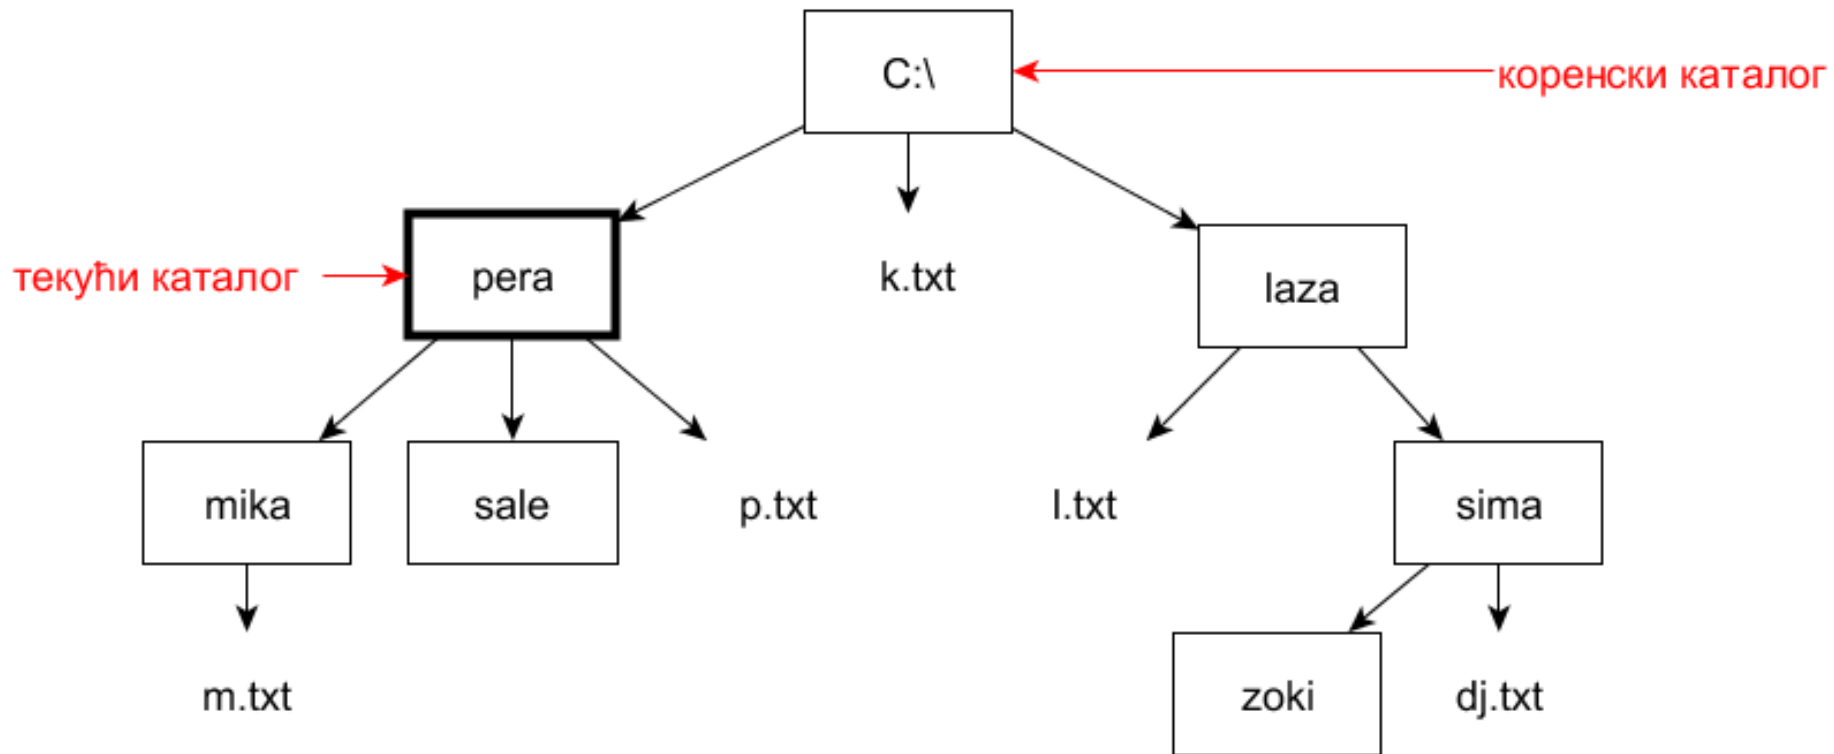 C:\
коренски каталог
текући каталог
pera
k.txt
laza
mika
sale
p.txt
l.txt
sima
m.txt
zoki
dj.txt